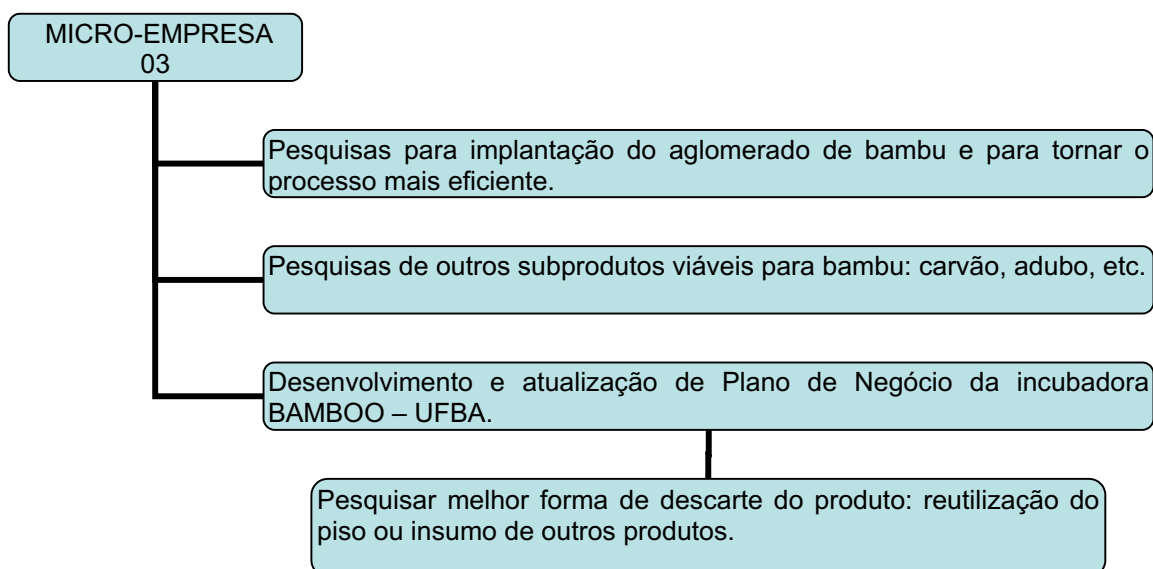 MICRO-EMPRESA
03
Pesquisas para implantação do aglomerado de bambu e para tornar o
processo mais eficiente.
Pesquisas de outros subprodutos viáveis para bambu: carvão, adubo, etc.
Desenvolvimento e atualização de Plano de Negócio da incubadora
BAMBOO – UFBA.
Pesquisar melhor forma de descarte do produto: reutilização do
piso ou insumo de outros produtos.